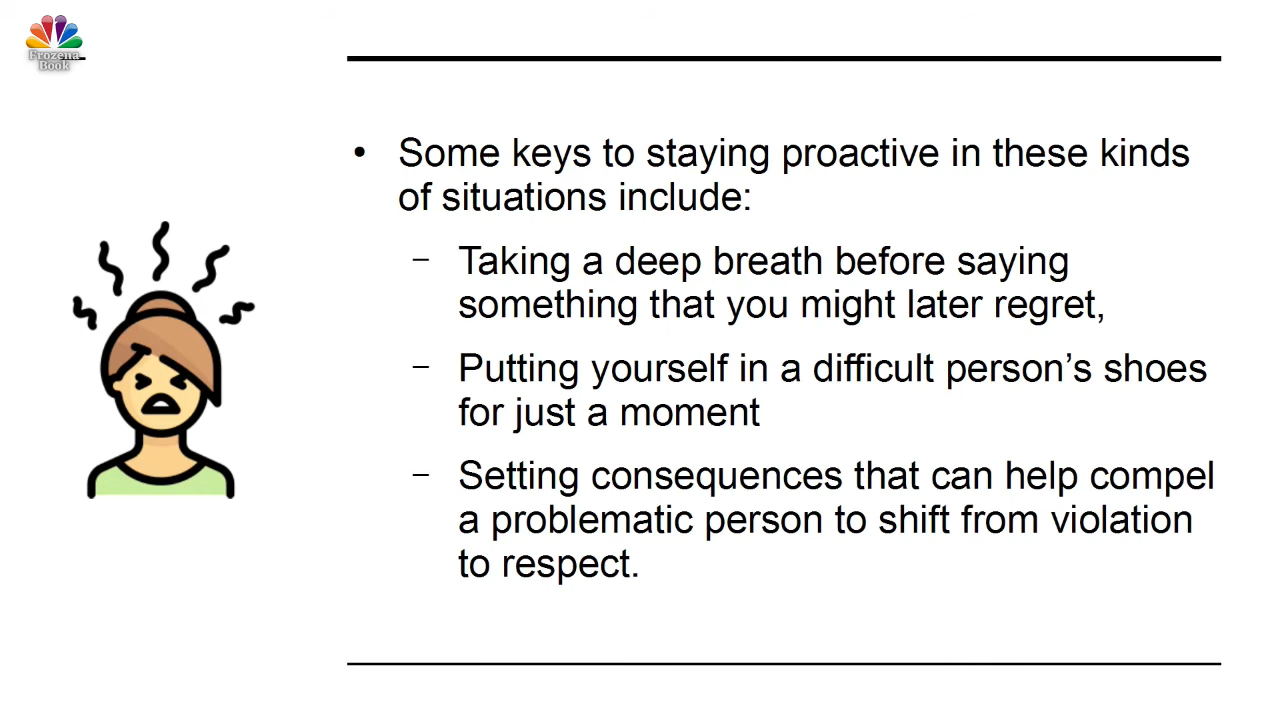 Frozena
Book
• Some keys to staying proactive in these kinds
of situations include:
– Taking a deep breath before saying
something that you might later regret,
– Putting yourself in a difficult person’s shoes
for just a moment
– Setting consequences that can help compel
a problematic person to shift from violation
to respect.